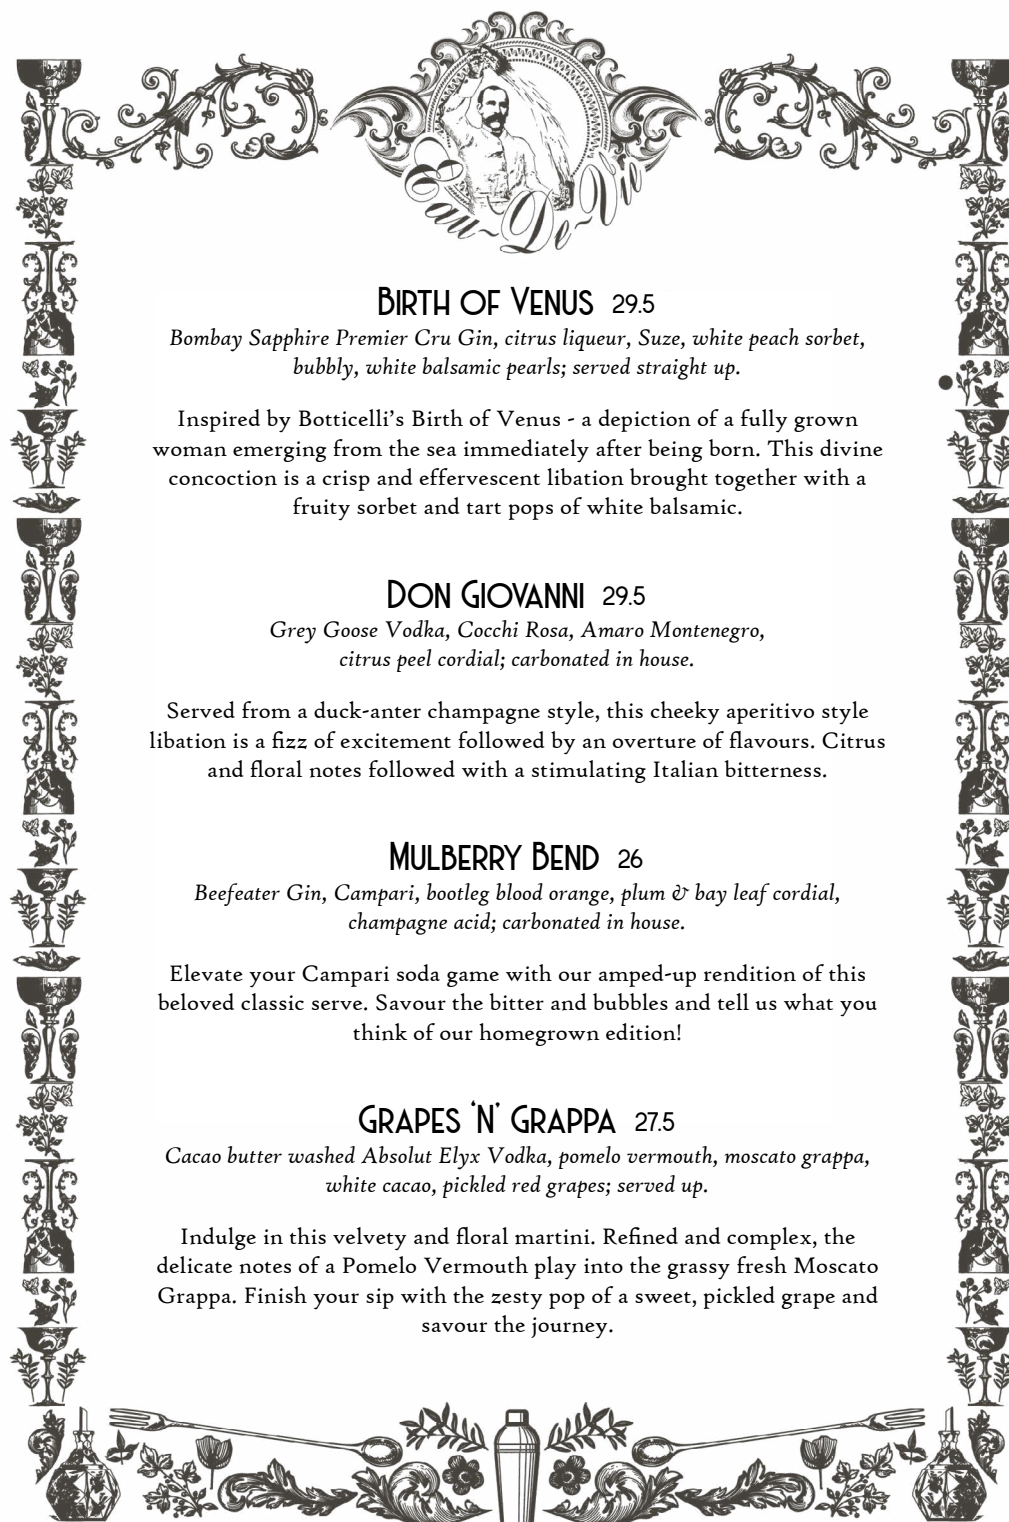 Eau-De-Vie
BIRTH OF VENUS 29.5
Bombay Sapphire Premier Cru Gin, citrus liqueur, Suze, white peach sorbet,
bubbly, white balsamic pearls; served straight up.
Inspired by Botticelli's Birth of Venus - a depiction of a fully grown
woman emerging from the sea immediately after being born. This divine
concoction is a crisp and effervescent libation brought together with a
fruity sorbet and tart pops of white balsamic.
DON GIOVANNI 29.5
Grey Goose Vodka, Cocchi Rosa, Amaro Montenegro,
citrus peel cordial; carbonated in house.
Served from a duck-anter champagne style, this cheeky aperitivo style
libation is a fizz of excitement followed by an overture of flavours. Citrus
and floral notes followed with a stimulating Italian bitterness.
MULBERRY BEND 26
Beefeater Gin, Campari, bootleg blood orange, plum & bay leaf cordial,
champagne acid; carbonated in house.
Elevate your Campari soda game with our amped-up rendition of this
beloved classic serve. Savour the bitter and bubbles and tell us what you
think of our homegrown edition!
GRAPES 'N' GRAPPA 27.5
Cacao butter washed Absolut Elyx Vodka, pomelo vermouth, moscato grappa,
white cacao, pickled red grapes; served up.
Indulge in this velvety and floral martini. Refined and complex, the
delicate notes of a Pomelo Vermouth play into the grassy fresh Moscato
Grappa. Finish your sip with the zesty pop of a sweet, pickled grape and
savour the journey.